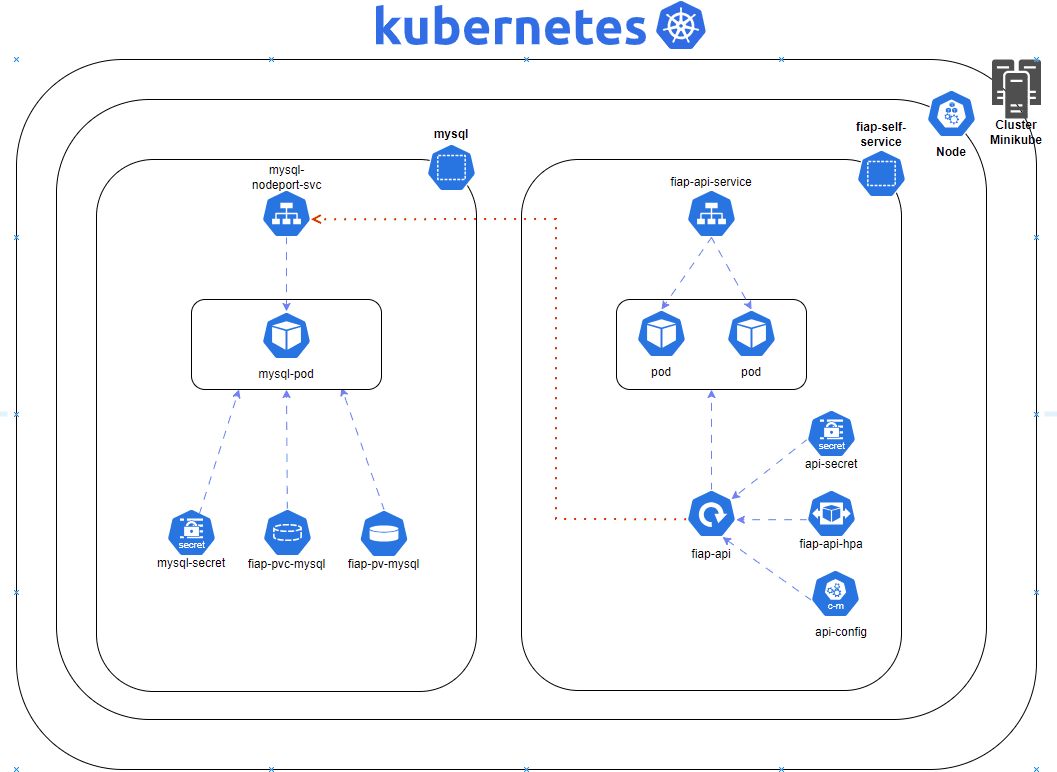 kubernetes
Cluster
Minikube
Node
mysql
fiap-self-
service
mysql-
nodeport-svc
fiap-api-service
mysql-pod
pod
pod
secret
api-secret
secret
mysql-secret
fiap-pvc-mysql
fiap-pv-mysql
fiap-api
fiap-api-hpa
c-m
api-config